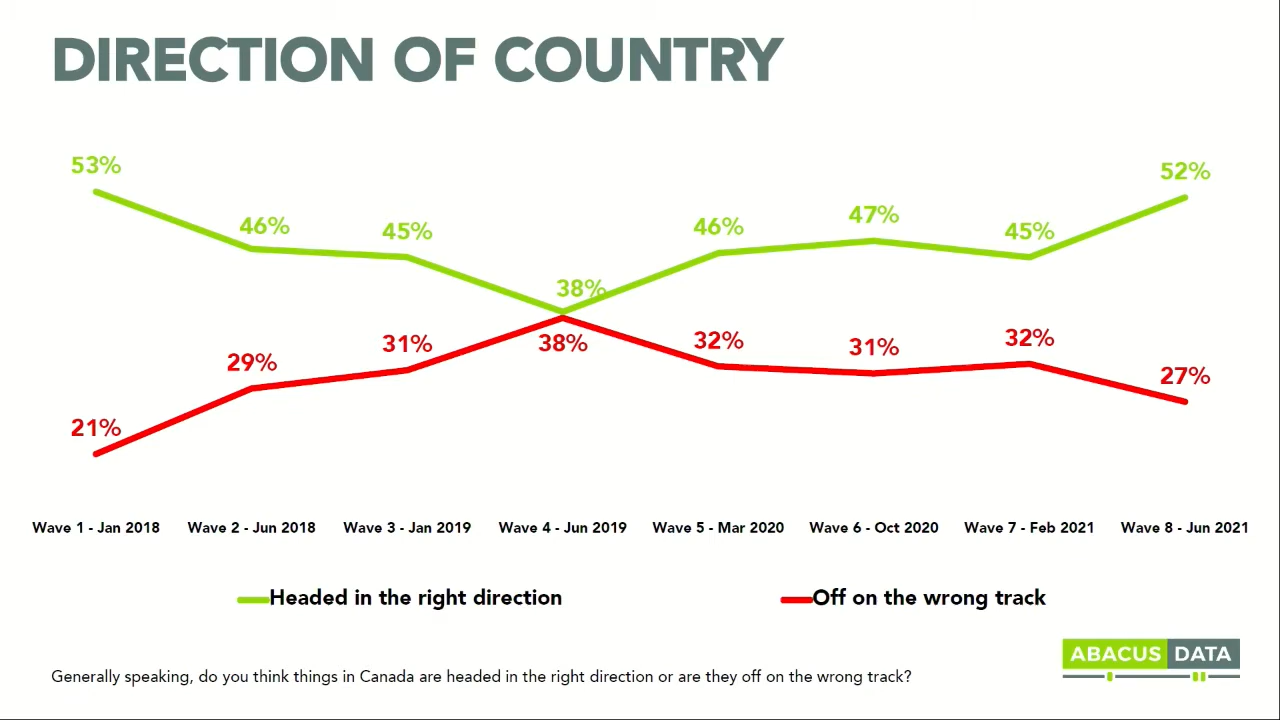 DIRECTION OF COUNTRY
53%
46%
45%
38%
46%
47%
45%
52%
21%
29%
31%
38%
32%
31%
32%
27%
Wave 1 - Jan 2018
Wave 2 - Jun 2018
Wave 3 - Jan 2019
Wave 4 - Jun 2019
Wave 5 - Mar 2020
Wave 6 - Oct 2020
Wave 7 - Feb 2021
Wave 8 - Jun 2021
Headed in the right direction
Off on the wrong track
ABACUS DATA
Generally speaking, do you think things in Canada are headed in the right direction or are they off on the wrong track?